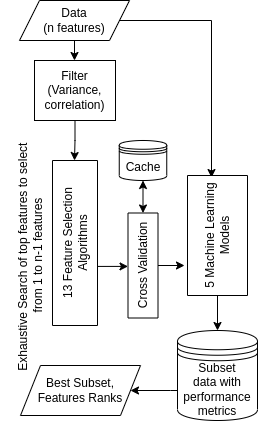 Data
(n features)
Filter
(Variance,
correlation)
Exhaustive Search of top features to select
from 1 to n-1 features
13 Feature Selection
Algorithms
Cache
Cross Validation
5 Machine Learning
Models
Subset
data with
performance
metrics
Best Subset,
Features Ranks